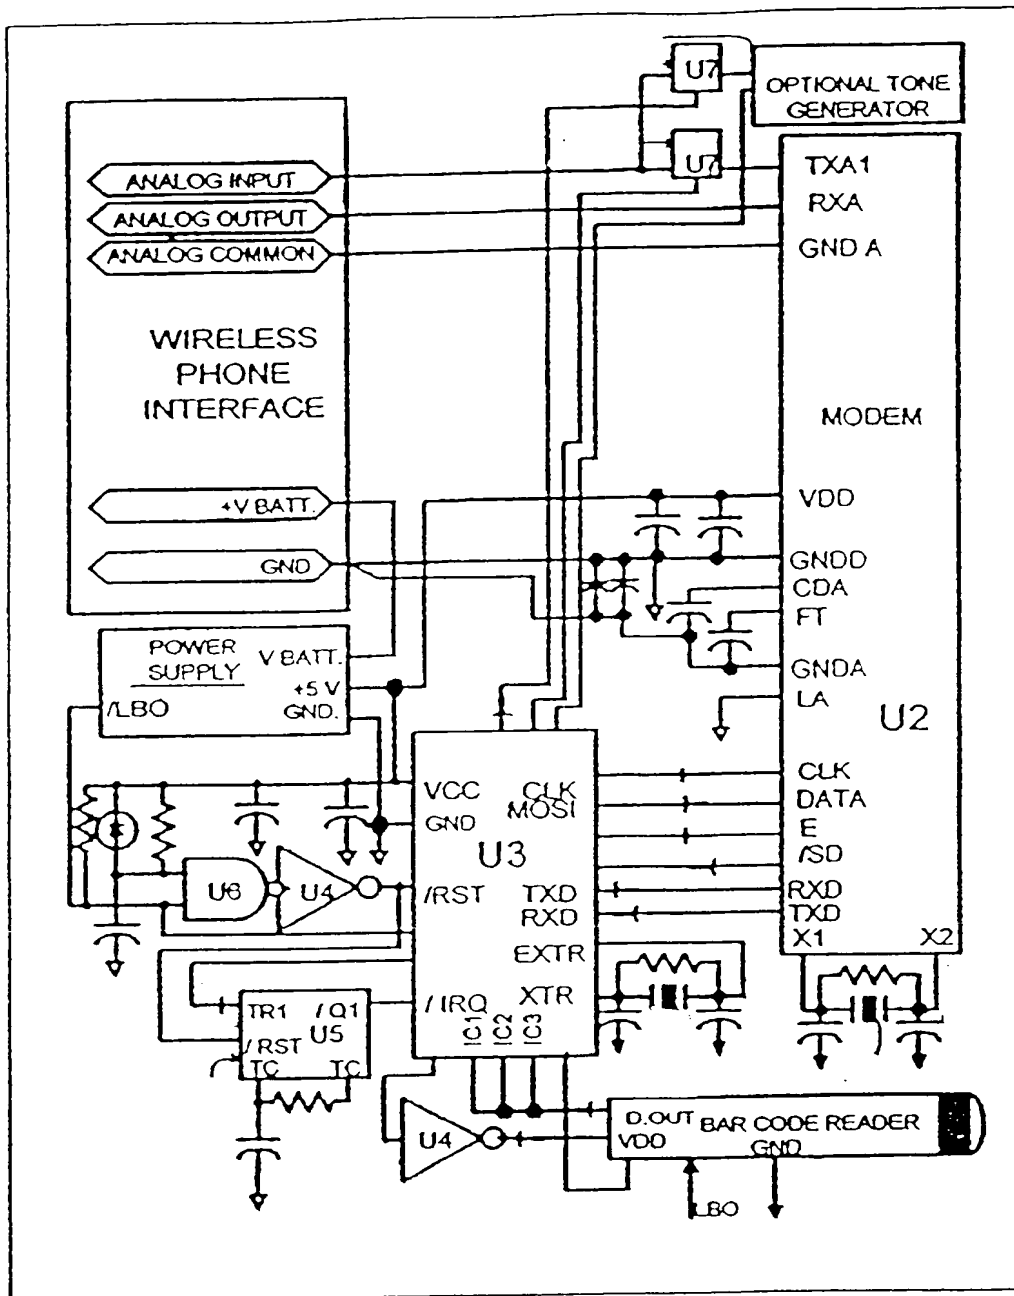 U7
OPTIONAL TONE
GENERATOR
U7
ANALOG INPUT
ANALOG OUTPUT
ANALOG COMMON
WIRELESS
PHONE
INTERFACE
+V BATT.
GND
TXA1
RXA
GND A
MODEM
VDD
GNDD
CDA
FT
GNDA
LA
U2
CLK
DATA
E
/SD
RXD
TXD
X1 X2
POWER
SUPPLY
V BATT.
+5 V
GND.
/LBO
VCC
GND
CLK
MOSI
U3
/RST
TXD
RXD
EXTR
XTR
/IRQ
IC1
IC2
IC3
U6
U4
TR1 /Q1
U5
/RST
TC TC
U4
D.OUT
VDD
BAR CODE READER
GND
LBO